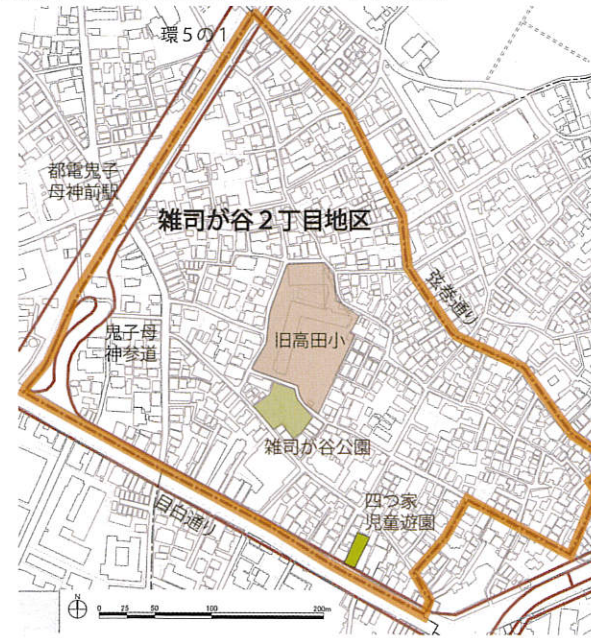 環5の1
都電鬼子
母神前駅
雑司が谷2丁目地区
弦巻通り
旧高田小
鬼子母
神参道
雑司が谷公園
四つ家
児童遊園
目白通り
N
0 25 50 100 200m